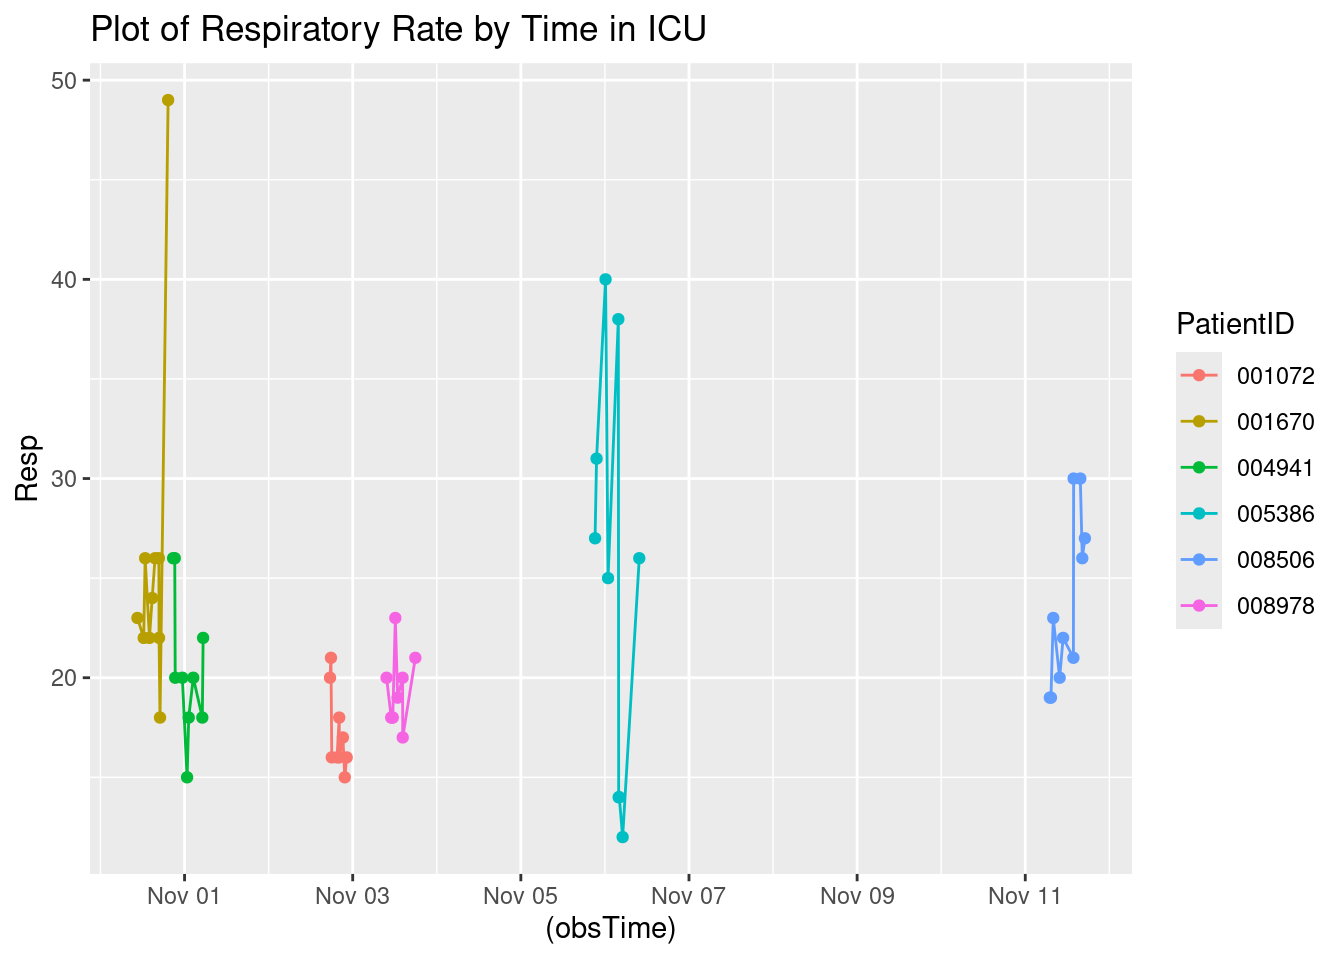 Plot of Respiratory Rate by Time in ICU
50
40
30
20
Resp
Nov 01
Nov 03
Nov 05
Nov 07
Nov 09
Nov 11
(obsTime)
PatientID
001072
001670
004941
005386
008506
008978